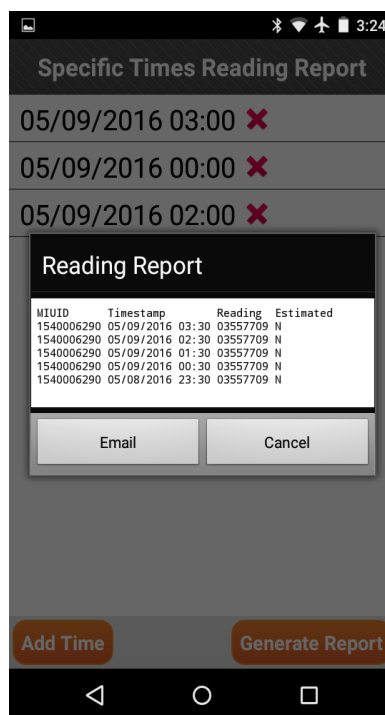 3:24
Specific Times Reading Report
05/09/2016 03:00
05/09/2016 00:00
05/09/2016 02:00
Reading Report
MIUID Timestamp Reading Estimated
1540006290 05/09/2016 03:30 03557709 N
1540006290 05/09/2016 02:30 03557709 N
1540006290 05/09/2016 01:30 03557709 N
1540006290 05/09/2016 00:30 03557709 N
1540006290 05/08/2016 23:30 03557709 N
Email Cancel
Add Time Generate Report